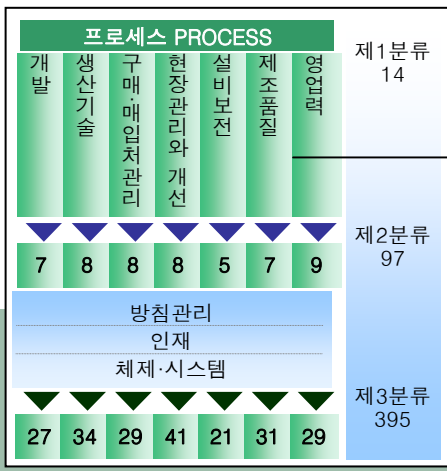 프로세스 PROCESS
개발
생산기술
구매·매입처관리
현장관리와 개선
설비보전
제조품질
영업력
제1분류
14
7 8 8 8 5 7 9
제2분류
97
방침관리
인재
체제·시스템
27 34 29 41 21 31 29
제3분류
395